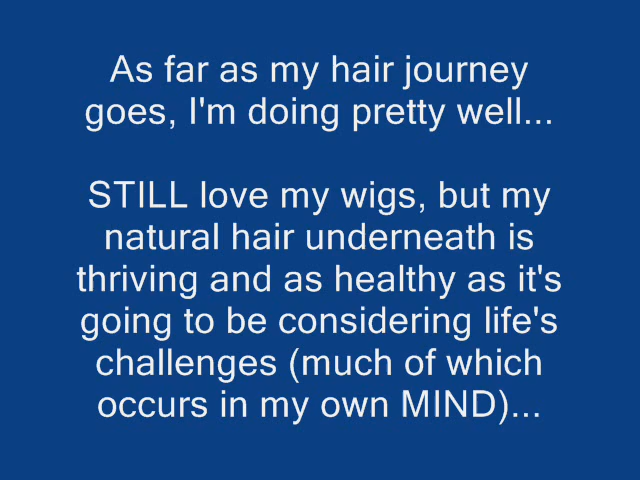 As far as my hair journey
goes, I'm doing pretty well...
STILL love my wigs, but my
natural hair underneath is
thriving and as healthy as it's
going to be considering life's
challenges (much of which
occurs in my own MIND)...